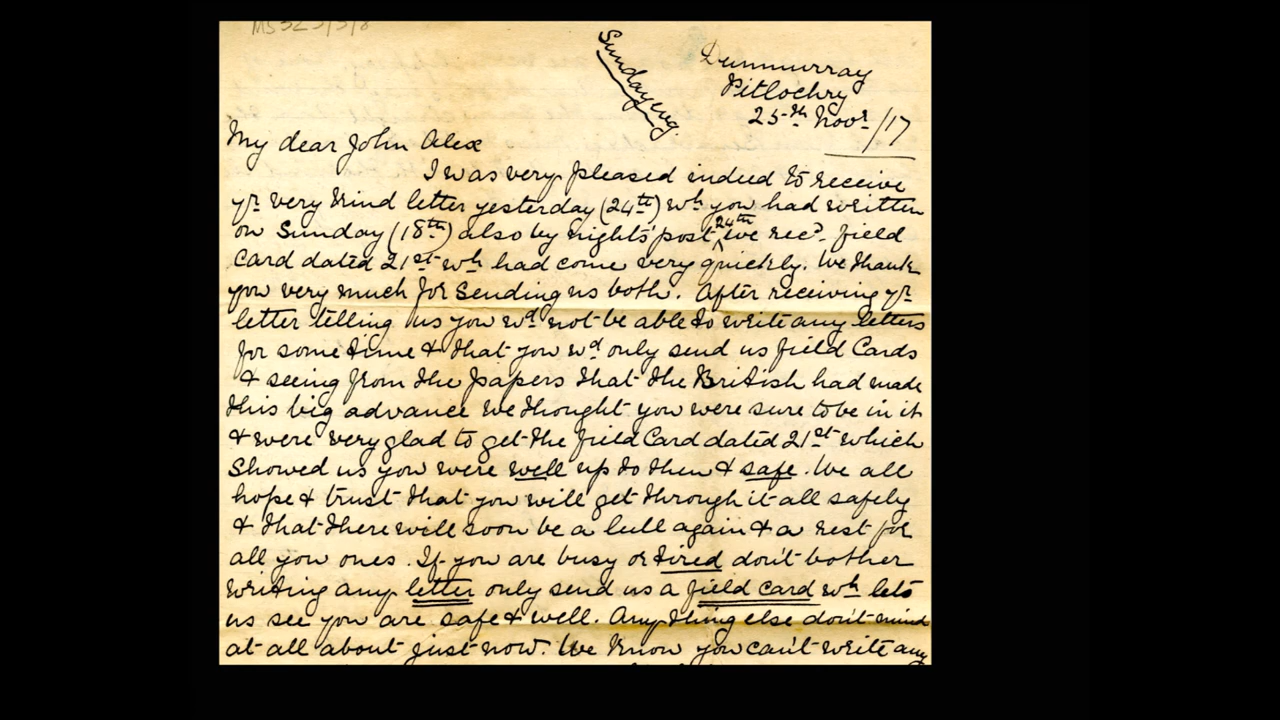 MS 325/5/8
Sunday evg.
Dunmurray
Pitlochry
25th Novr /17
My dear John Alex
I was very pleased indeed to receive
yr very kind letter yesterday (24th) wh you had written
on Sunday (18th) also by nights' post 24th we recd. field
Card dated 21st wh had come very quickly. We thank
you very much for sending us both. After receiving yr
letter telling us you wd not be able to write any letters
for some time & that you wd only send us field Cards
& seeing from the papers that the British had made
this big advance we thought you were sure to be in it
& were very glad to get the field Card dated 21st which
showed us you were well up to then & safe. We all
hope & trust that you will get through it all safely
& that there will soon be a lull again & a rest for
all you ones. If you are busy or tired don't bother
writing any letter only send us a field card wh lets
us see you are safe & well. Anything else don't mind
at all about just now. We know you can't write any